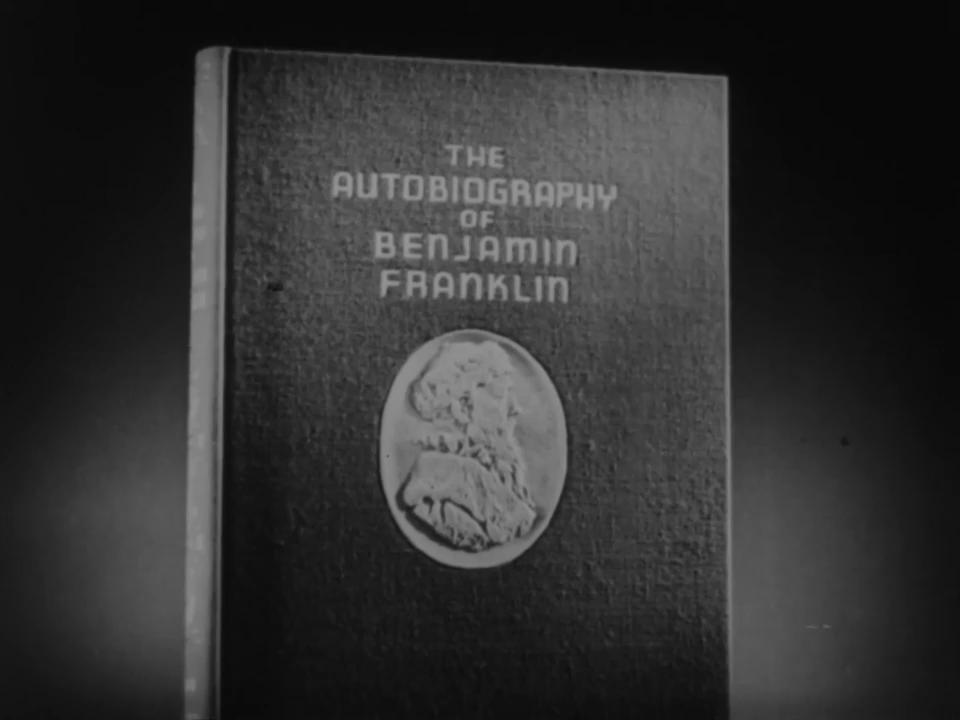 THE
AUTOBIOGRAPHY
OF
BENJAMIN
FRANKLIN